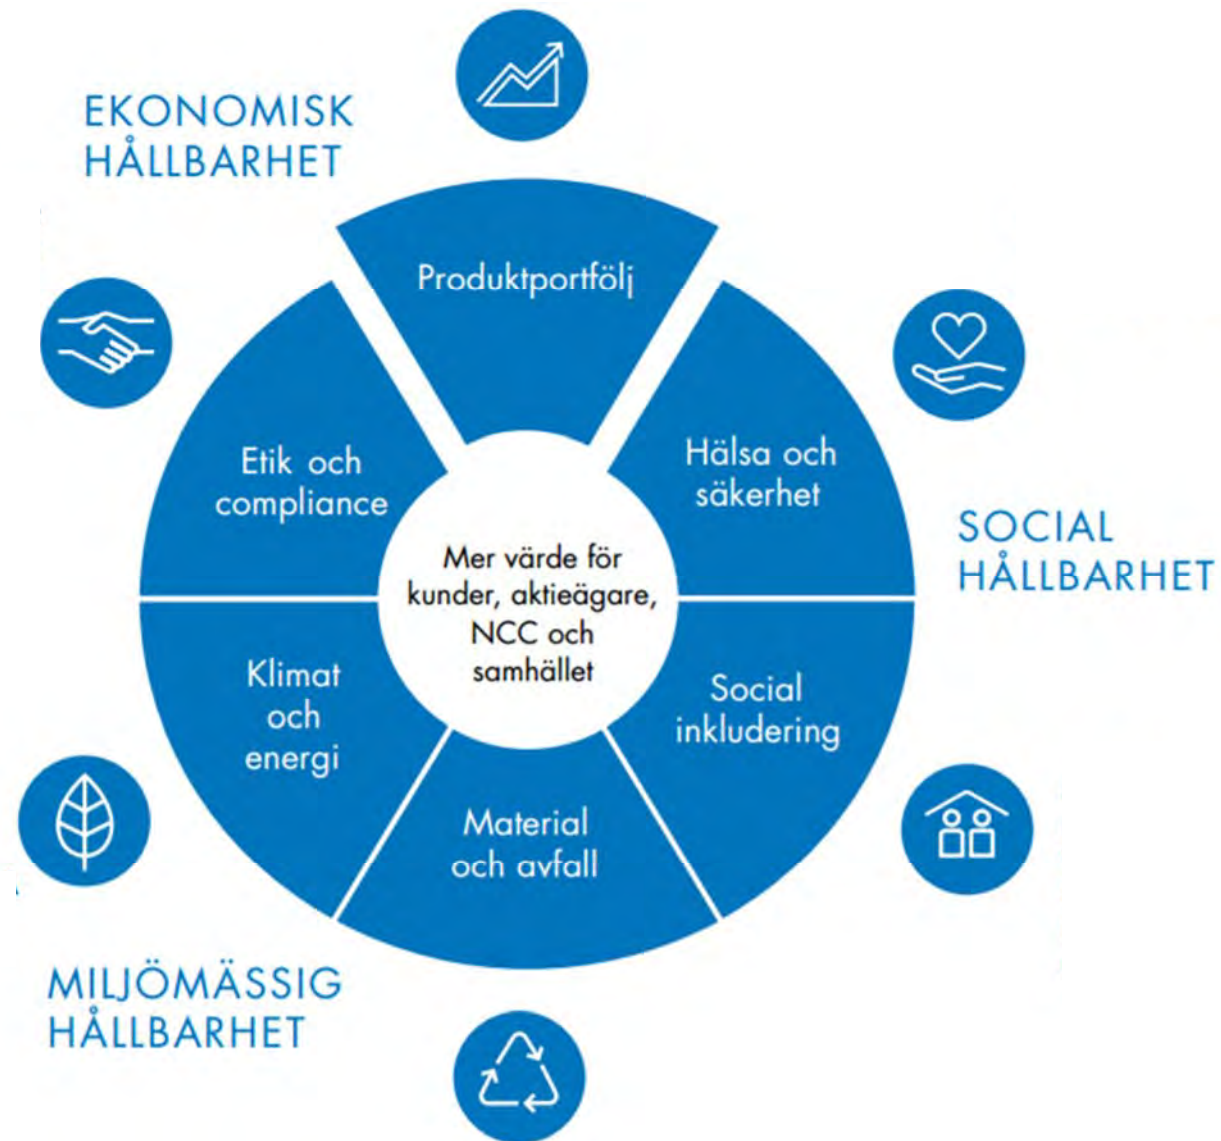 EKONOMISK
HÅLLBARHET
Produktportfölj
Etik och
compliance
Hälsa och
säkerhet
Mer värde för
kunder, aktieägare,
NCC och
samhället
SOCIAL
HÅLLBARHET
Klimat
och
energi
Social
inkludering
Material
och avfall
MILJÖMÄSSIG
HÅLLBARHET